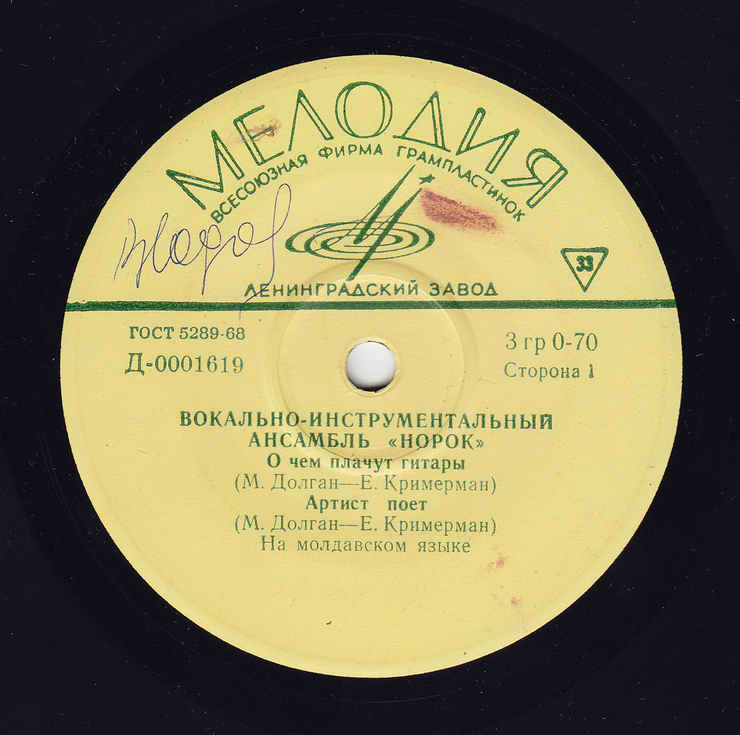 МЕЛОДИЯ
ВСЕСОЮЗНАЯ ФИРМА ГРАМПЛАСТИНОК
33
ЛЕНИНГРАДСКИЙ ЗАВОД
ГОСТ 5289-68
Д-0001619
3 гр 0-70
Сторона 1
ВОКАЛЬНО-ИНСТРУМЕНТАЛЬНЫЙ
АНСАМБЛЬ «НОРОК»
О чем плачут гитары
(М. Долган—Е. Кримерман)
Артист поет
(М. Долган—Е. Кримерман)
На молдавском языке